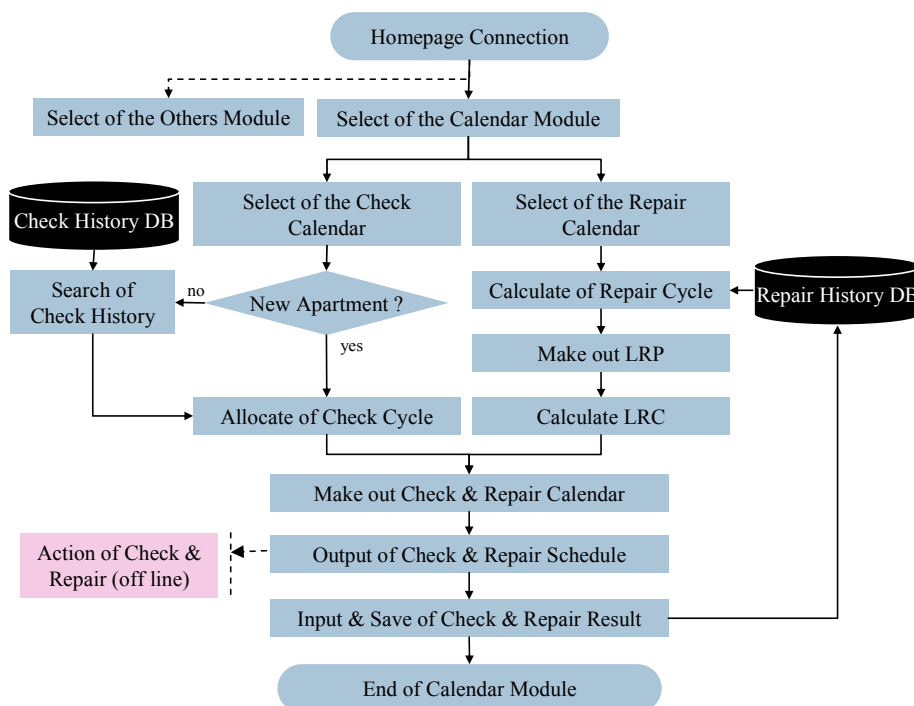 Homepage Connection
Select of the Others Module
Select of the Calendar Module
Check History DB
Select of the Check
Calendar
Select of the Repair
Calendar
Search of
Check History
no
New Apartment ?
yes
Calculate of Repair Cycle
Repair History DB
Make out LRP
Allocate of Check Cycle
Calculate LRC
Make out Check & Repair Calendar
Action of Check &
Repair (off line)
Output of Check & Repair Schedule
Input & Save of Check & Repair Result
End of Calendar Module